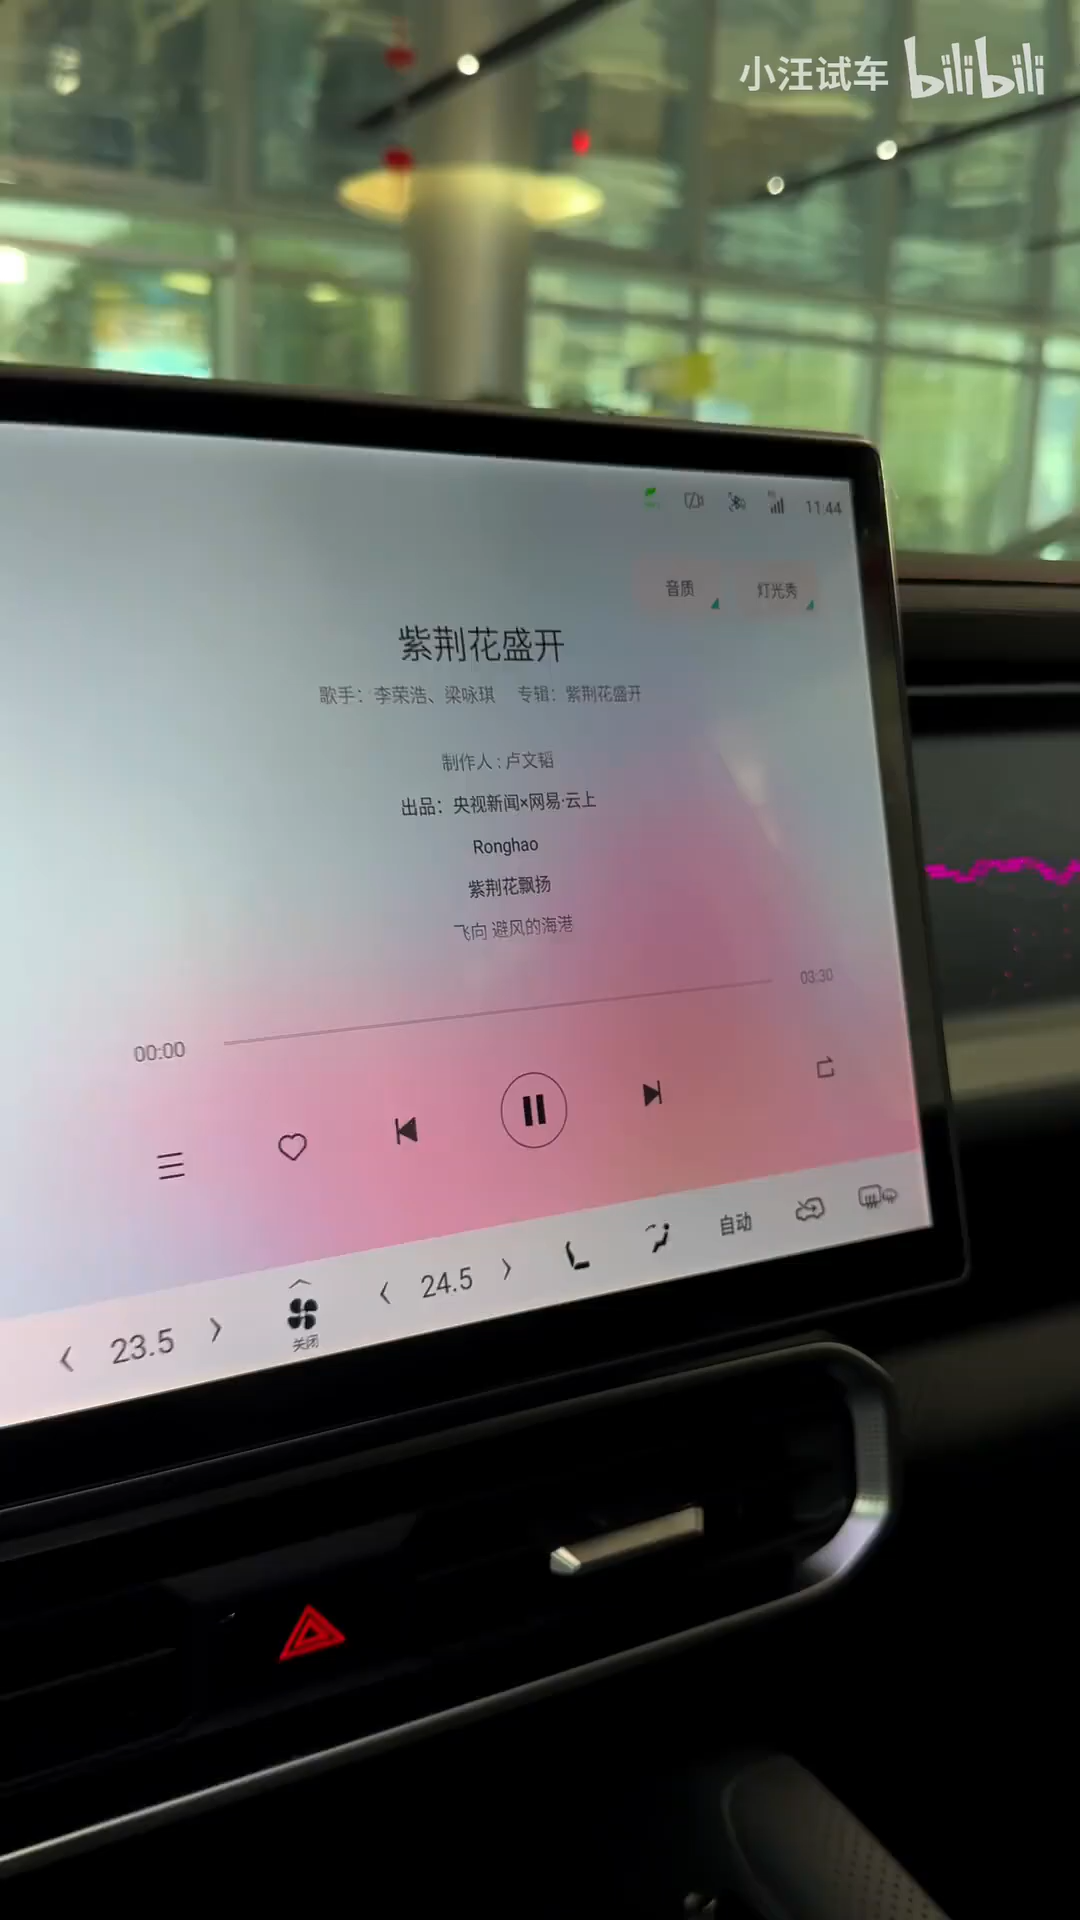 小汪试车 bilibili
11:44
音质 灯光秀
紫荆花盛开
歌手：李荣浩、梁咏琪 专辑：紫荆花盛开
制作人：卢文韬
出品：央视新闻×网易·云上
Ronghao
紫荆花飘扬
飞向 避风的海港
00:00 03:30
23.5 关闭 24.5 自动